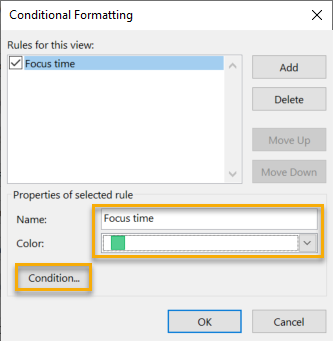 Conditional Formatting
Rules for this view:
Focus time
Add
Delete
Move Up
Move Down
Properties of selected rule
Name:
Focus time
Color:
Condition...
OK
Cancel